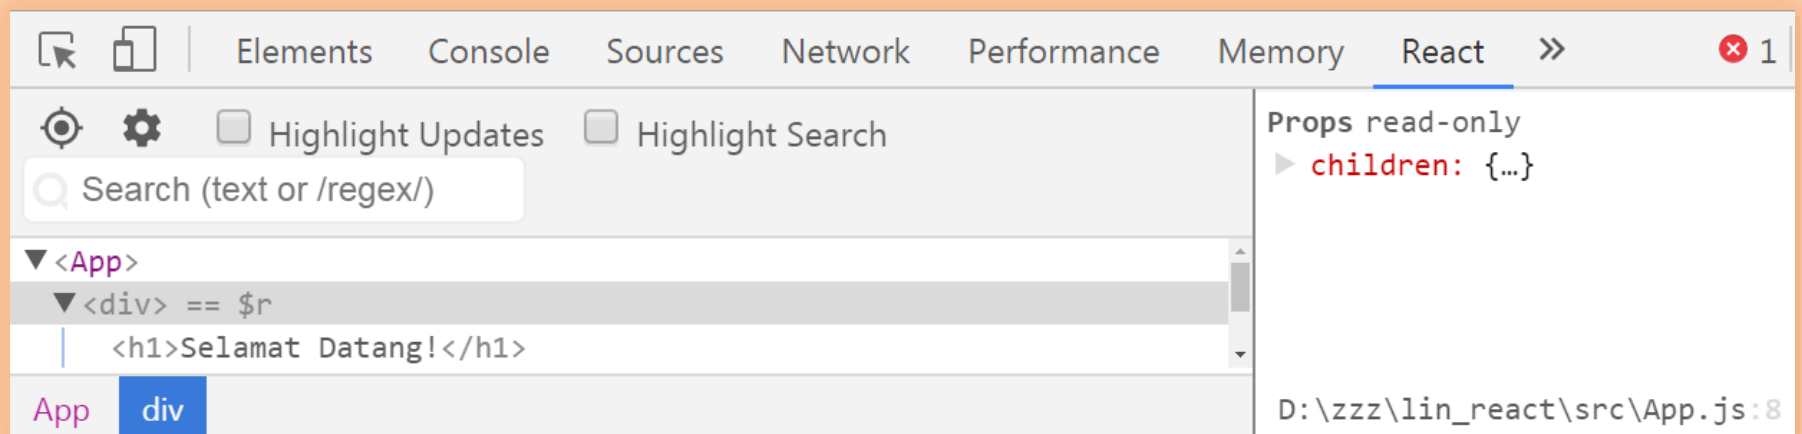 Elements Console Sources Network Performance Memory React 1
Highlight Updates Highlight Search
Search (text or /regex/)
<App>
<div> == $r
<h1>Selamat Datang!</h1>
App div
Props read-only
children: {…}
D:\zzz\lin_react\src\App.js:8